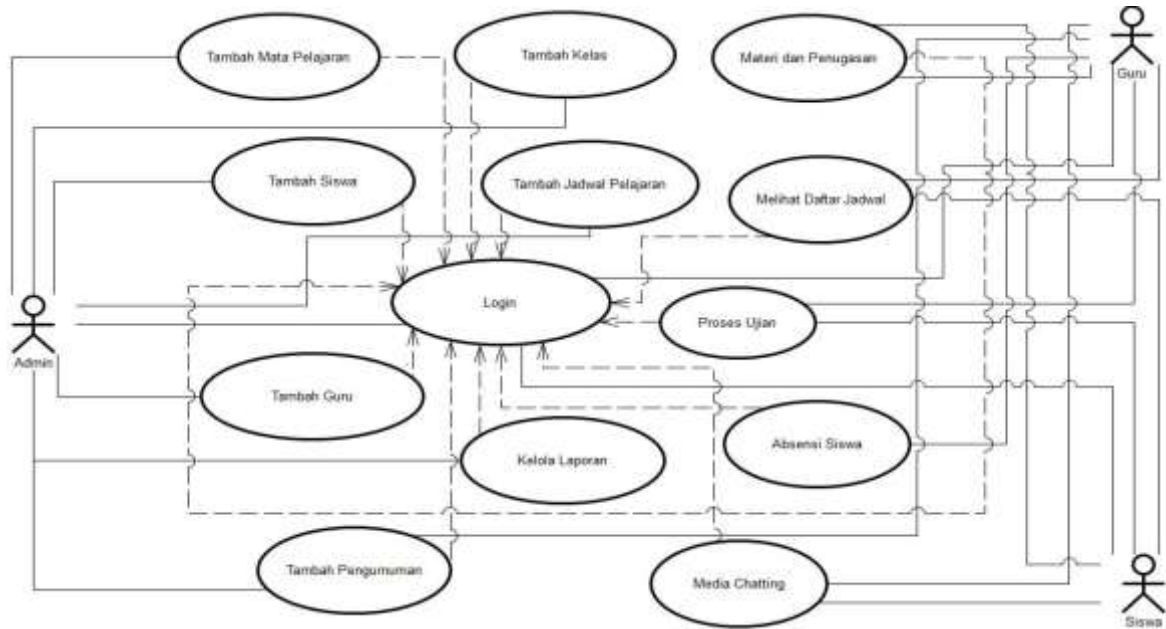 Tambah Mata Pelajaran
Tambah Kelas
Materi dan Penugasan
Guru
Tambah Siswa
Tambah Jadwal Pelajaran
Melihat Daftar Jadwal
Login
Proses Ujian
Admin
Tambah Guru
Kelola Laporan
Absensi Siswa
Tambah Pengumuman
Media Chatting
Siswa